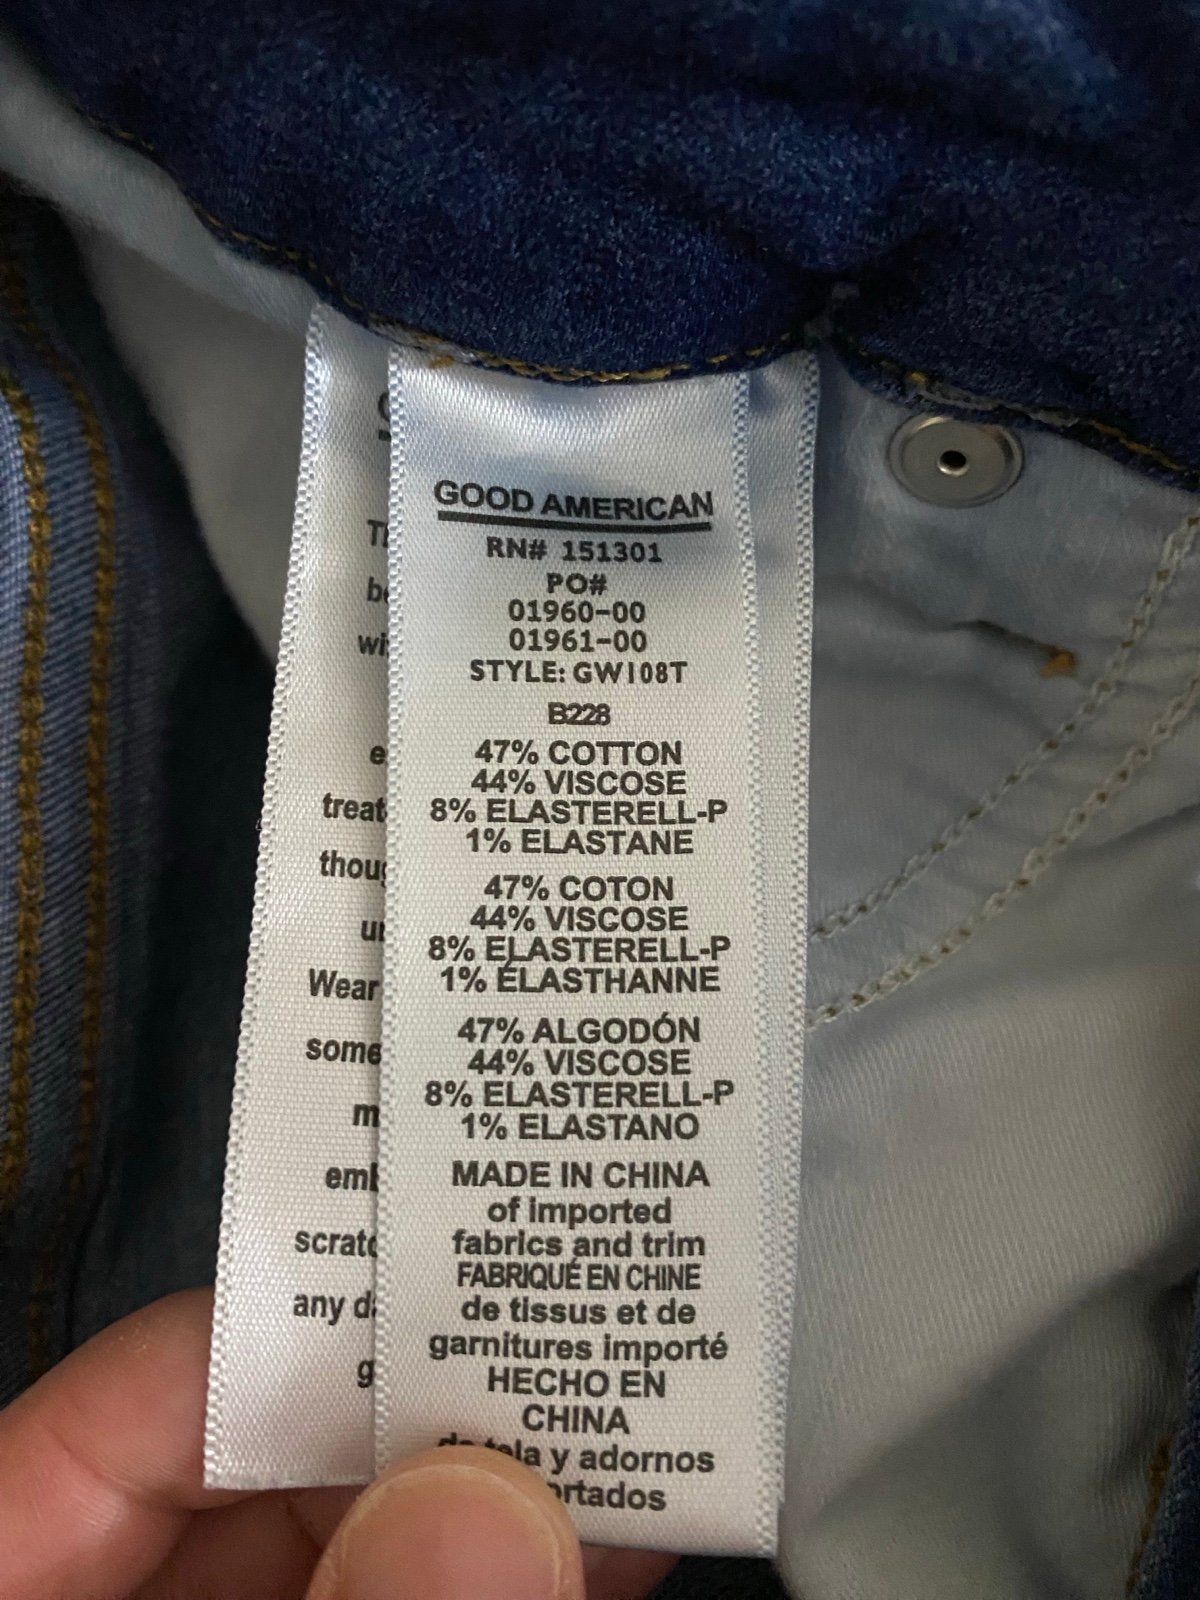 GOOD AMERICAN
RN# 151301
PO#
01960-00
01961-00
STYLE: GW108T
B228
47% COTTON
44% VISCOSE
8% ELASTERELL-P
1% ELASTANE
47% COTON
44% VISCOSE
8% ELASTERELL-P
1% ÉLASTHANNE
47% ALGODÓN
44% VISCOSE
8% ELASTERELL-P
1% ELASTANO
MADE IN CHINA
of imported
fabrics and trim
FABRIQUÉ EN CHINE
de tissus et de
garnitures importé
HECHO EN
CHINA
de tela y adornos
Wear
some
any